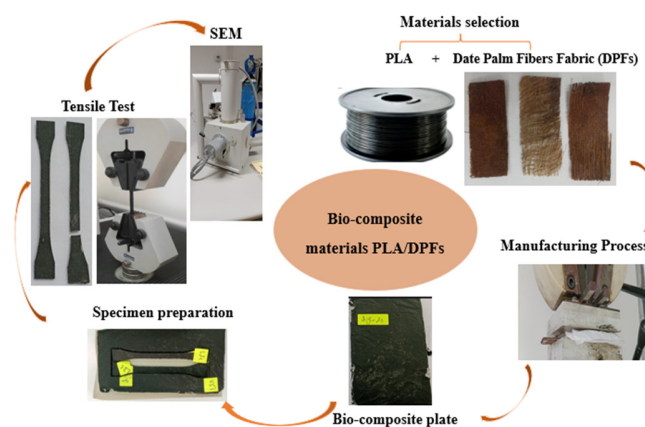 SEM
Materials selection
PLA + Date Palm Fibers Fabric (DPFs)
Tensile Test
Bio-composite
materials PLA/DPFs
Manufacturing Process
Specimen preparation
Bio-composite plate